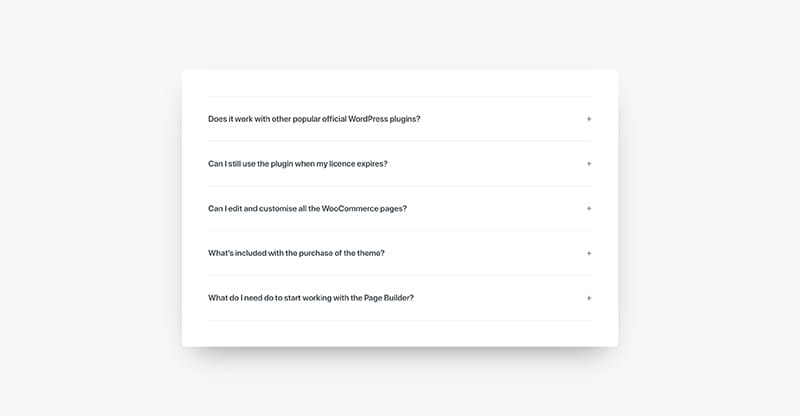 Does it work with other popular official WordPress plugins? +
Can I still use the plugin when my licence expires? +
Can I edit and customise all the WooCommerce pages? +
What's included with the purchase of the theme? +
What do I need do to start working with the Page Builder? +